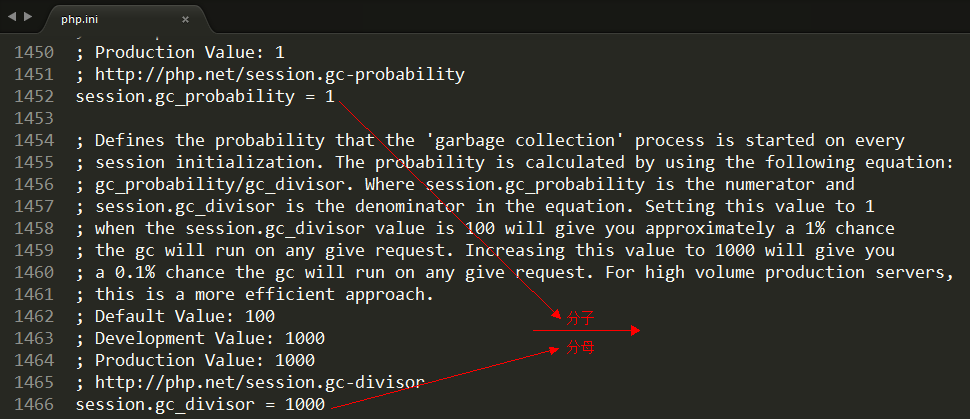 php.ini
1450 ; Production Value: 1
1451 ; http://php.net/session.gc-probability
1452 session.gc_probability = 1
1453
1454 ; Defines the probability that the 'garbage collection' process is started on every
1455 ; session initialization. The probability is calculated by using the following equation:
1456 ; gc_probability/gc_divisor. Where session.gc_probability is the numerator and
1457 ; session.gc_divisor is the denominator in the equation. Setting this value to 1
1458 ; when the session.gc_divisor value is 100 will give you approximately a 1% chance
1459 ; the gc will run on any give request. Increasing this value to 1000 will give you
1460 ; a 0.1% chance the gc will run on any give request. For high volume production servers,
1461 ; this is a more efficient approach.
1462 ; Default Value: 100
分子
1463 ; Development Value: 1000
分母
1464 ; Production Value: 1000
1465 ; http://php.net/session.gc-divisor
1466 session.gc_divisor = 1000